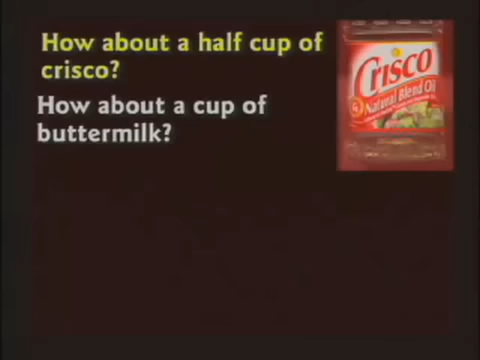 How about a half cup of
crisco?
How about a cup of
buttermilk?
Crisco
Natural Blend Oil